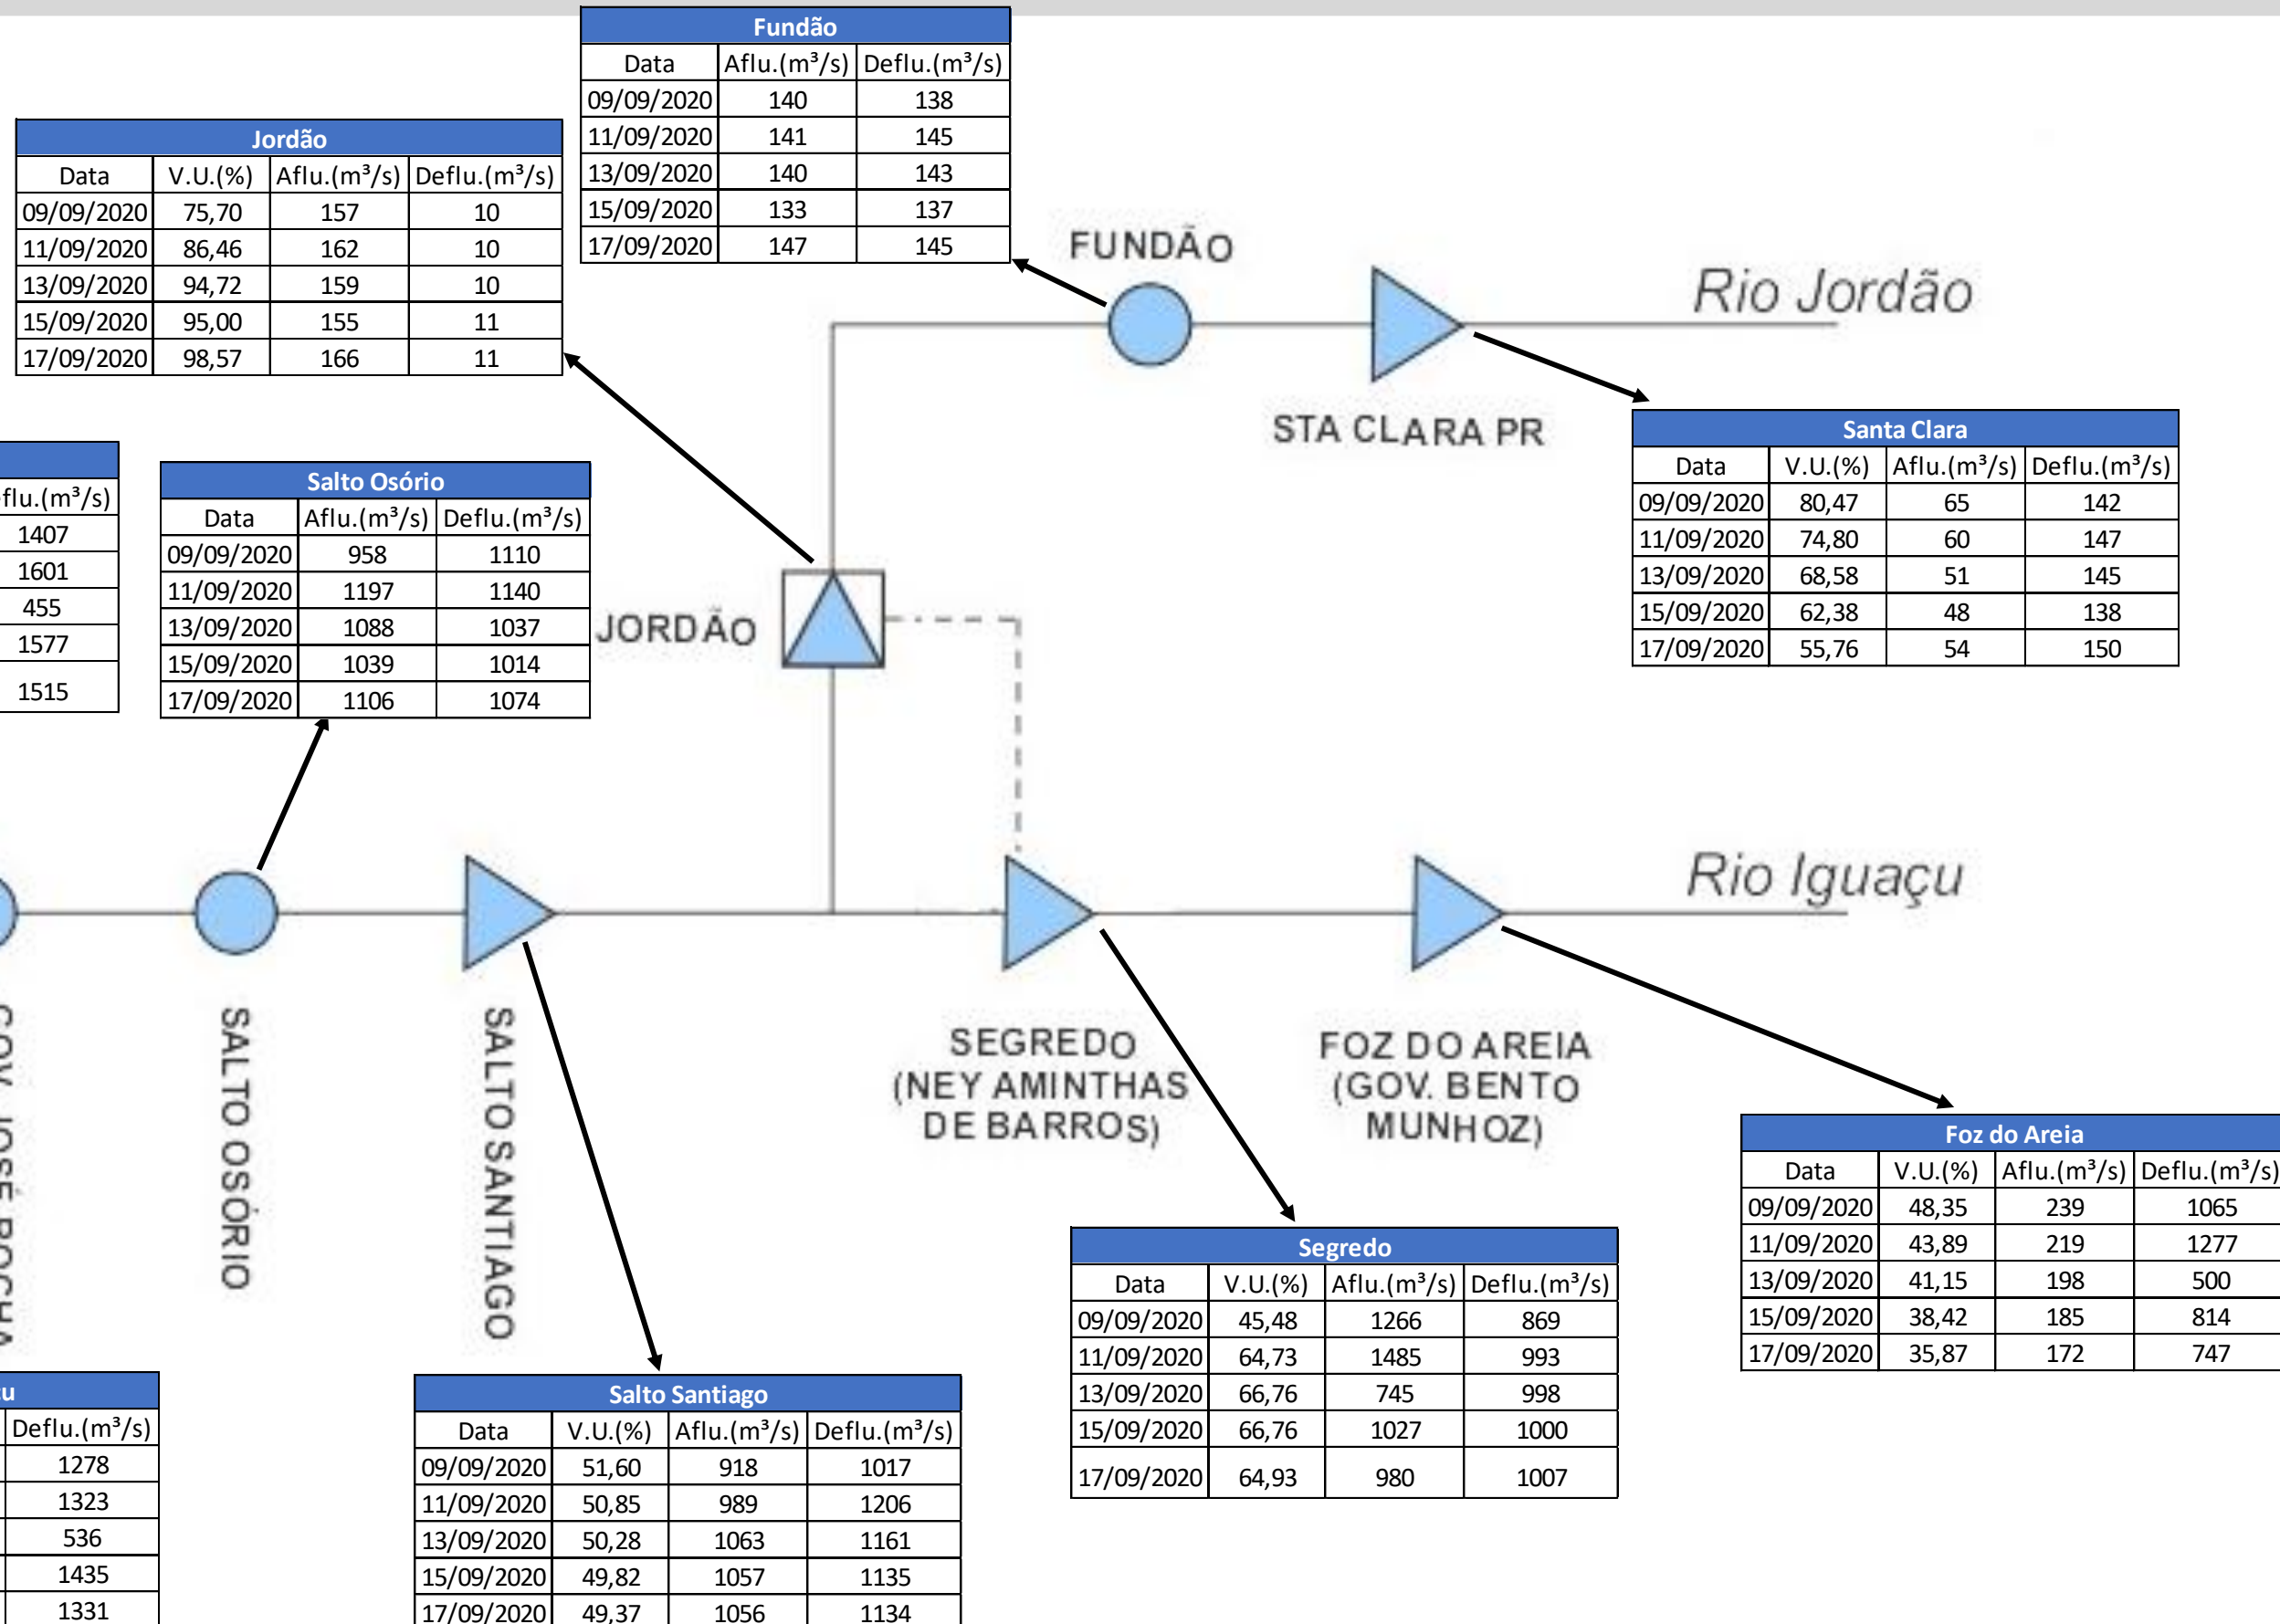 Fundão
Data Aflu.(m³/s) Deflu.(m³/s)
09/09/2020 140 138
11/09/2020 141 145
13/09/2020 140 143
15/09/2020 133 137
17/09/2020 147 145
Jordão
Data V.U.(%) Aflu.(m³/s) Deflu.(m³/s)
09/09/2020 75,70 157 10
11/09/2020 86,46 162 10
13/09/2020 94,72 159 10
15/09/2020 95,00 155 11
17/09/2020 98,57 166 11
FUNDÃO
Rio Jordão
STA CLARA PR
Santa Clara
Data V.U.(%) Aflu.(m³/s) Deflu.(m³/s)
09/09/2020 80,47 65 142
11/09/2020 74,80 60 147
13/09/2020 68,58 51 145
15/09/2020 62,38 48 138
17/09/2020 55,76 54 150
flu.(m³/s)
1407
1601
455
1577
1515
Salto Osório
Data Aflu.(m³/s) Deflu.(m³/s)
09/09/2020 958 1110
11/09/2020 1197 1140
13/09/2020 1088 1037
15/09/2020 1039 1014
17/09/2020 1106 1074
JORDÃO
Rio Iguaçu
GOV. JOSÉ ROCHA
SALTO OSÓRIO
SALTO SANTIAGO
SEGREDO
(NEY AMINTHAS
DE BARROS)
FOZ DO AREIA
(GOV. BENTO
MUNHOZ)
Foz do Areia
Data V.U.(%) Aflu.(m³/s) Deflu.(m³/s)
09/09/2020 48,35 239 1065
11/09/2020 43,89 219 1277
13/09/2020 41,15 198 500
15/09/2020 38,42 185 814
17/09/2020 35,87 172 747
Segredo
Data V.U.(%) Aflu.(m³/s) Deflu.(m³/s)
09/09/2020 45,48 1266 869
11/09/2020 64,73 1485 993
13/09/2020 66,76 745 998
15/09/2020 66,76 1027 1000
17/09/2020 64,93 980 1007
u
Deflu.(m³/s)
1278
1323
536
1435
1331
Salto Santiago
Data V.U.(%) Aflu.(m³/s) Deflu.(m³/s)
09/09/2020 51,60 918 1017
11/09/2020 50,85 989 1206
13/09/2020 50,28 1063 1161
15/09/2020 49,82 1057 1135
17/09/2020 49,37 1056 1134